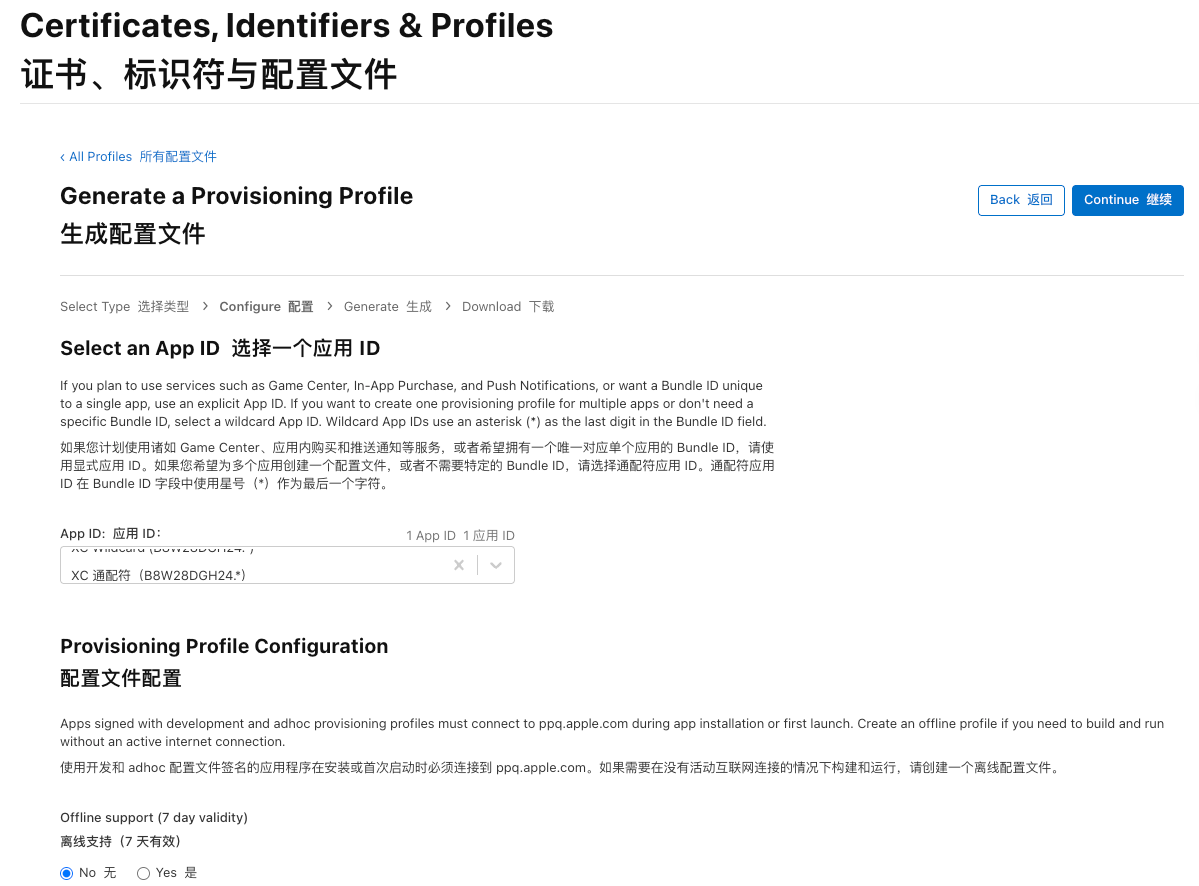 Certificates, Identifiers & Profiles
证书、标识符与配置文件
‹ All Profiles 所有配置文件
Generate a Provisioning Profile
生成配置文件
Back 返回
Continue 继续
Select Type 选择类型 > Configure 配置 > Generate 生成 > Download 下载
Select an App ID 选择一个应用 ID
If you plan to use services such as Game Center, In-App Purchase, and Push Notifications, or want a Bundle ID unique
to a single app, use an explicit App ID. If you want to create one provisioning profile for multiple apps or don't need a
specific Bundle ID, select a wildcard App ID. Wildcard App IDs use an asterisk (*) as the last digit in the Bundle ID field.
如果您计划使用诸如 Game Center、应用内购买和推送通知等服务，或者希望拥有一个唯一对应单个应用的 Bundle ID，请使
用显式应用 ID。如果您希望为多个应用创建一个配置文件，或者不需要特定的 Bundle ID，请选择通配符应用 ID。通配符应用
ID 在 Bundle ID 字段中使用星号（*）作为最后一个字符。
App ID: 应用 ID：
1 App ID 1 应用 ID
XC Wildcard (B8W28DGH24.*)
XC 通配符（B8W28DGH24.*)
Provisioning Profile Configuration
配置文件配置
Apps signed with development and adhoc provisioning profiles must connect to ppq.apple.com during app installation or first launch. Create an offline profile if you need to build and run
without an active internet connection.
使用开发和 adhoc 配置文件签名的应用程序在安装或首次启动时必须连接到 ppq.apple.com。如果需要在没有活动互联网连接的情况下构建和运行，请创建一个离线配置文件。
Offline support (7 day validity)
离线支持（7 天有效）
No 无 Yes 是